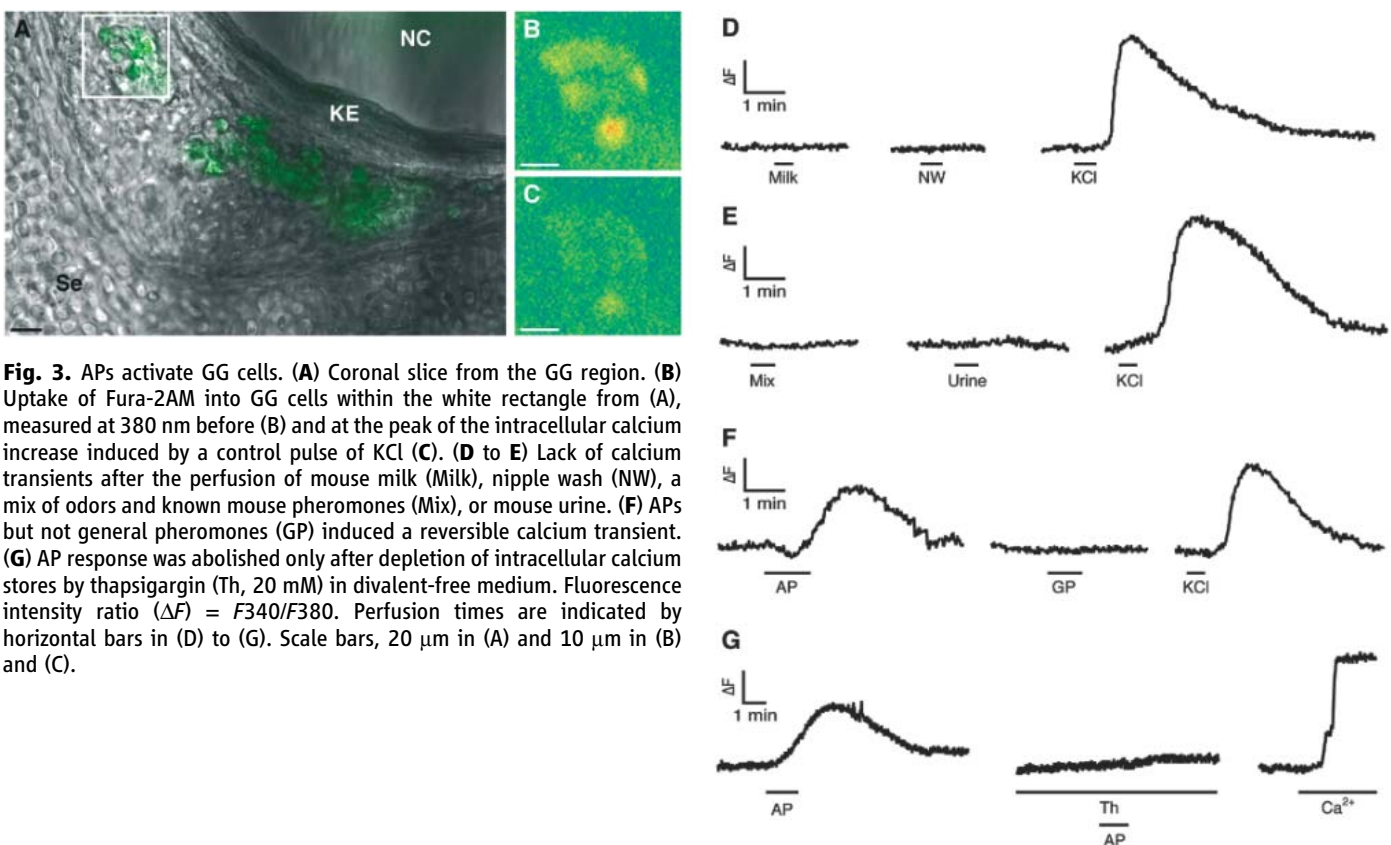 A
NC
KE
Se
B
C
Fig. 3. APs activate GG cells. (A) Coronal slice from the GG region. (B)
Uptake of Fura-2AM into GG cells within the white rectangle from (A),
measured at 380 nm before (B) and at the peak of the intracellular calcium
increase induced by a control pulse of KCl (C). (D to E) Lack of calcium
transients after the perfusion of mouse milk (Milk), nipple wash (NW), a
mix of odors and known mouse pheromones (Mix), or mouse urine. (F) APs
but not general pheromones (GP) induced a reversible calcium transient.
(G) AP response was abolished only after depletion of intracellular calcium
stores by thapsigargin (Th, 20 mM) in divalent-free medium. Fluorescence
intensity ratio (ΔF) = F340/F380. Perfusion times are indicated by
horizontal bars in (D) to (G). Scale bars, 20 μm in (A) and 10 μm in (B)
and (C).
D
ΔF
1 min
Milk NW KCl
E
ΔF
1 min
Mix Urine KCl
F
ΔF
1 min
AP GP KCl
G
ΔF
1 min
AP Th Ca²⁺
AP